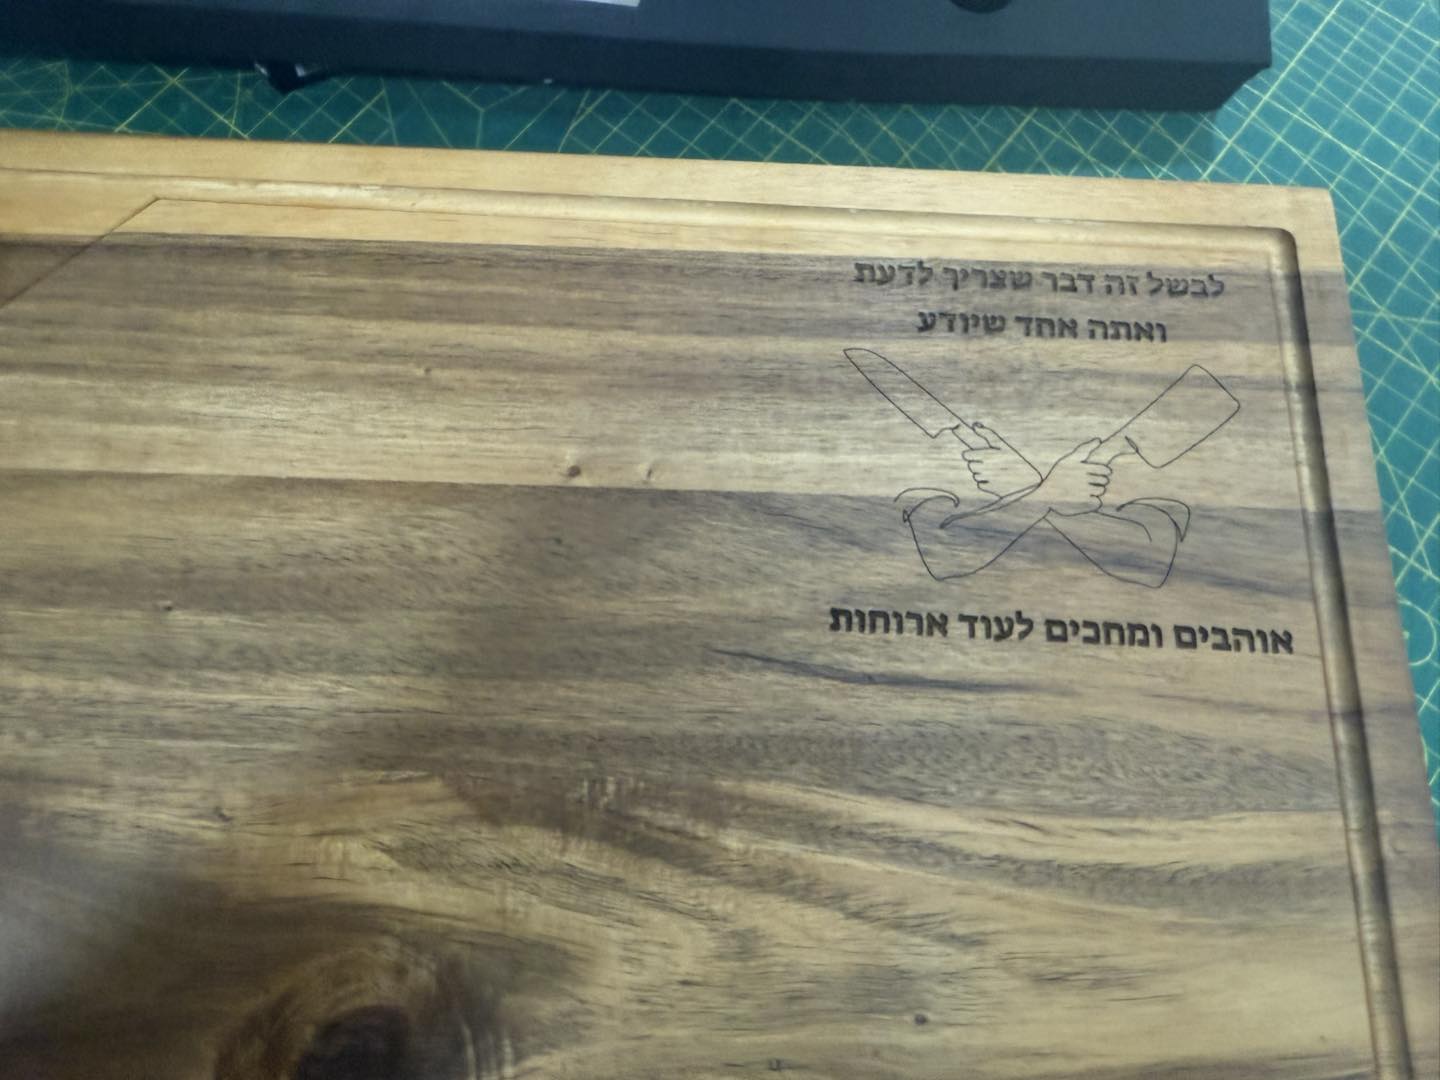 לבשל זה דבר שצריך לדעת
ואתה אחד שיודע
אוהבים ומחכים לעוד ארוחות